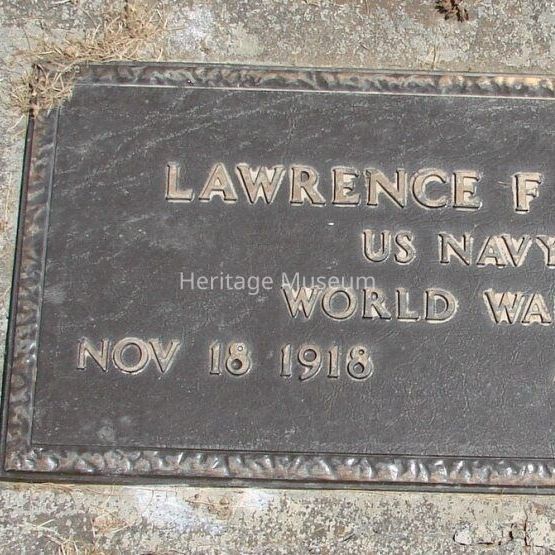 LAWRENCE F
US NAVY
Heritage Museum
WORLD WA
NOV 18 1918